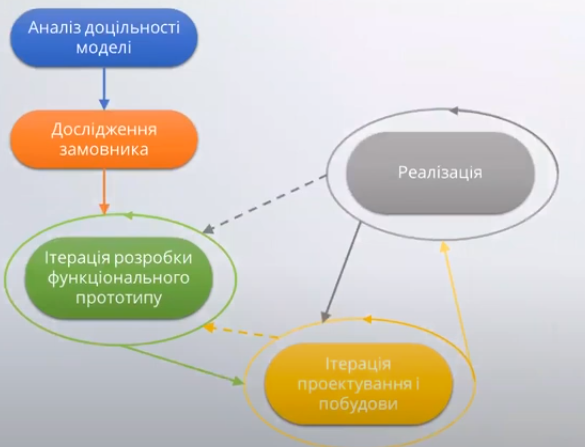 Аналіз доцільності
моделі
Дослідження
замовника
Реалізація
Ітерація розробки
функціонального
прототипу
Ітерація
проектування і
побудови